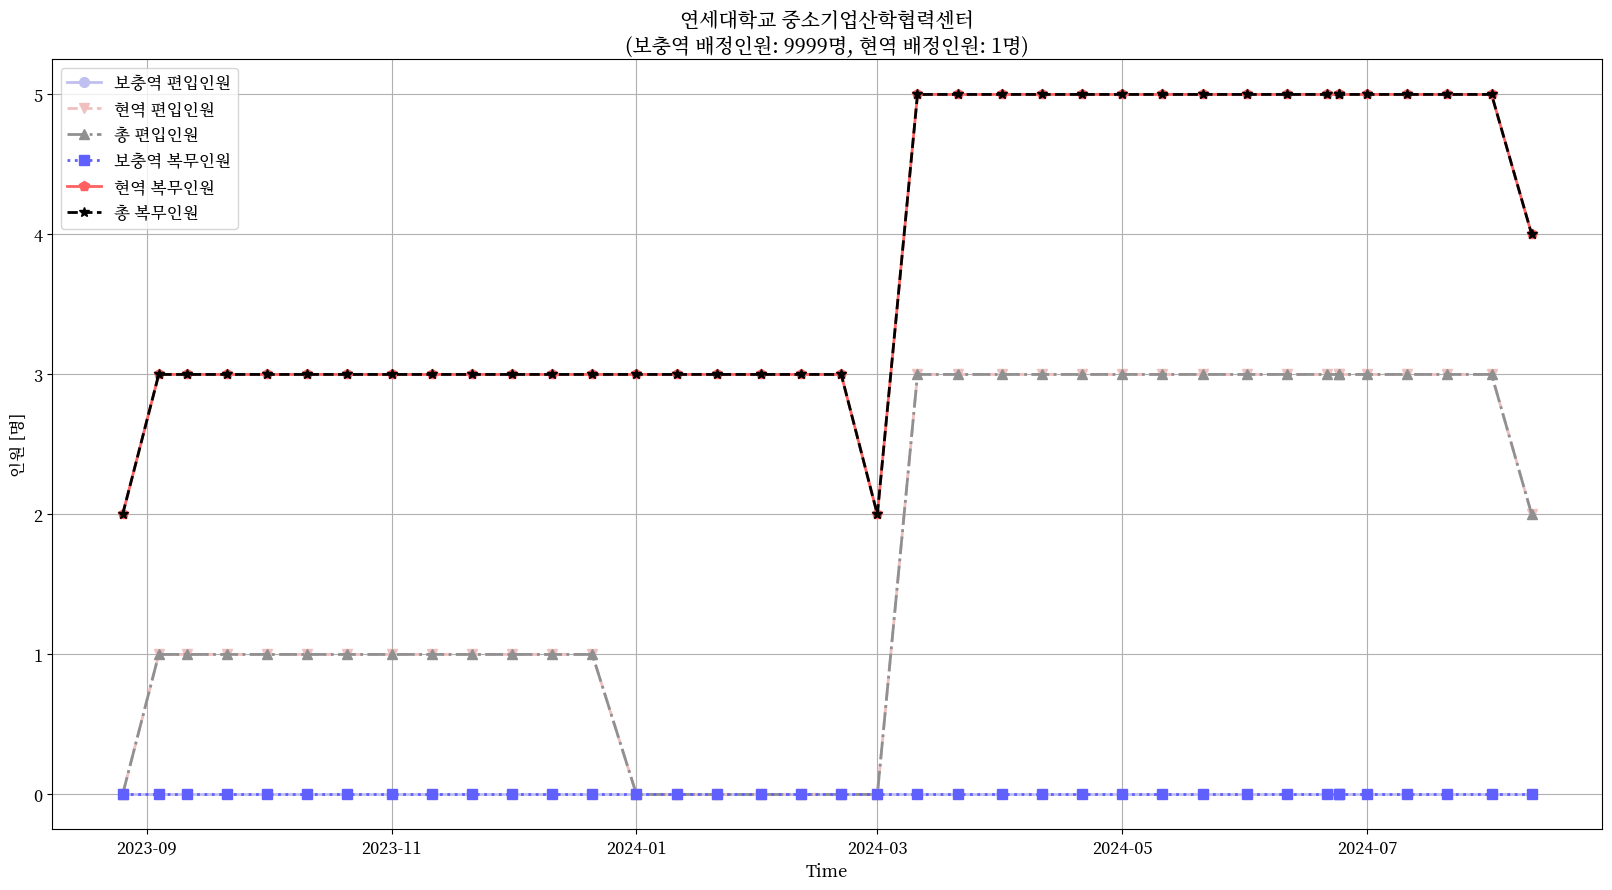 연세대학교 중소기업산학협력센터
(보충역 배정인원: 9999명, 현역 배정인원: 1명)
보충역 편입인원
현역 편입인원
총 편입인원
보충역 복무인원
현역 복무인원
총 복무인원
인원 [명]
5
4
3
2
1
0
2023-09
2023-11
2024-01
2024-03
2024-05
2024-07
Time